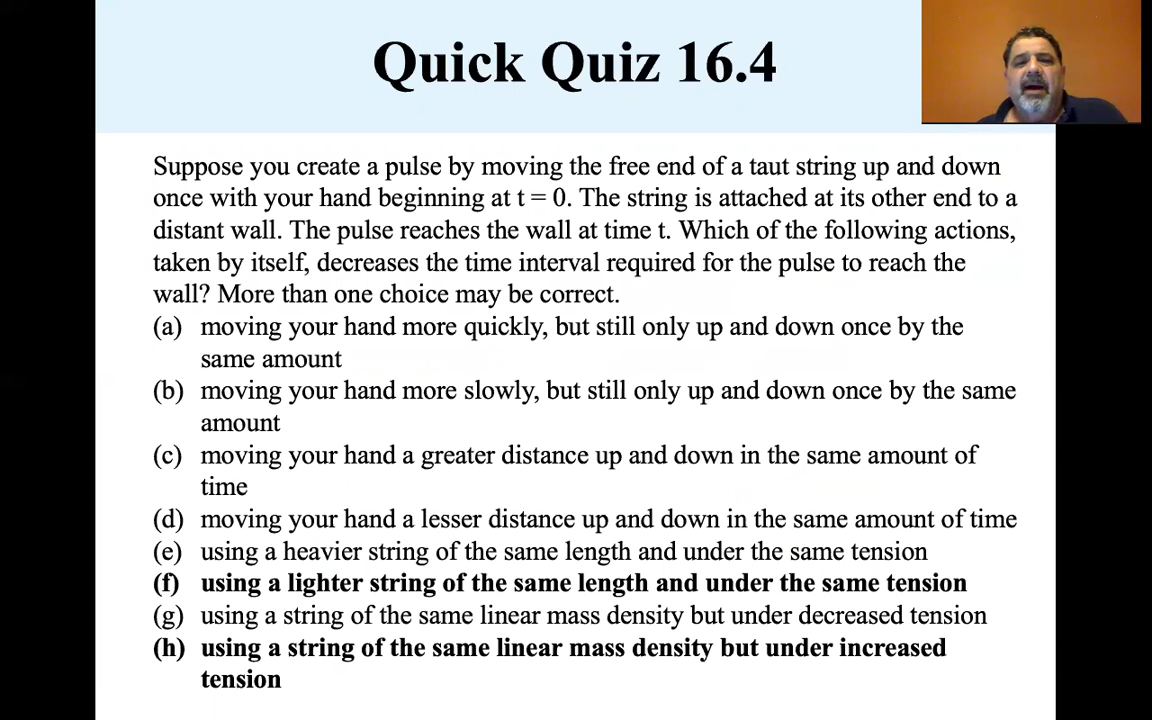 Quick Quiz 16.4
Suppose you create a pulse by moving the free end of a taut string up and down
once with your hand beginning at t = 0. The string is attached at its other end to a
distant wall. The pulse reaches the wall at time t. Which of the following actions,
taken by itself, decreases the time interval required for the pulse to reach the
wall? More than one choice may be correct.
(a) moving your hand more quickly, but still only up and down once by the
same amount
(b) moving your hand more slowly, but still only up and down once by the same
amount
(c) moving your hand a greater distance up and down in the same amount of
time
(d) moving your hand a lesser distance up and down in the same amount of time
(e) using a heavier string of the same length and under the same tension
(f) using a lighter string of the same length and under the same tension
(g) using a string of the same linear mass density but under decreased tension
(h) using a string of the same linear mass density but under increased
tension